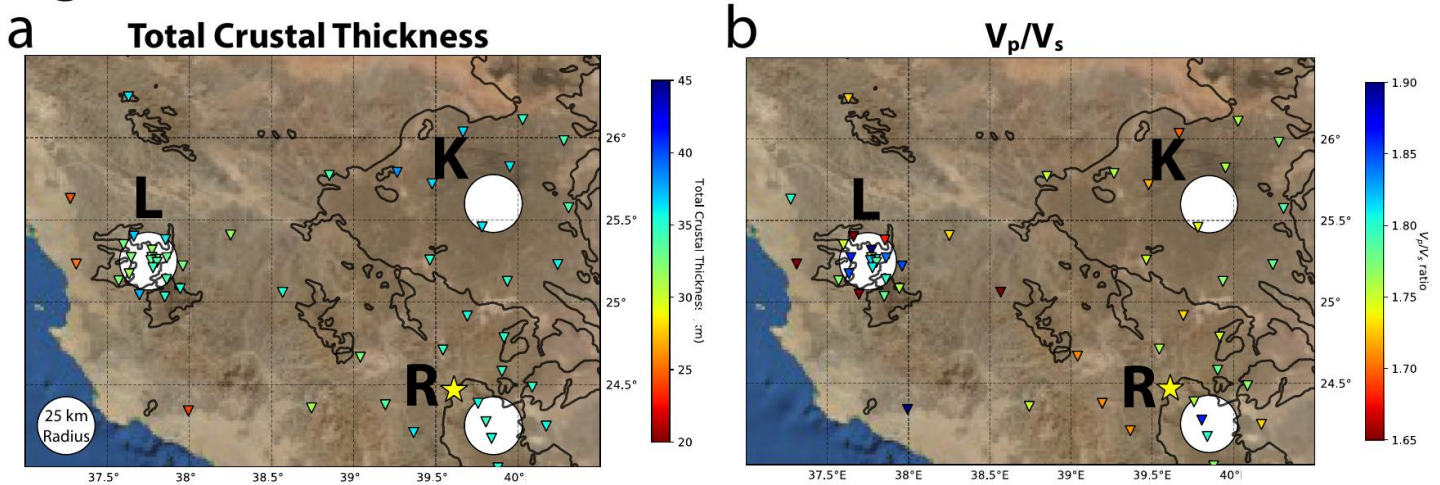 a
Total Crustal Thickness
K
L
R
25 km
Radius
26°
25.5°
25°
24.5°
37.5°
38°
38.5°
39°
39.5°
40°
45
40
35
30
25
20
Total Crustal Thickness
b
Vp/Vs
K
L
R
26°
25.5°
25°
24.5°
37.5°E
38°E
38.5°E
39°E
39.5°E
40°E
1.90
1.85
1.80
1.75
1.70
1.65
Vp/Vs ratio